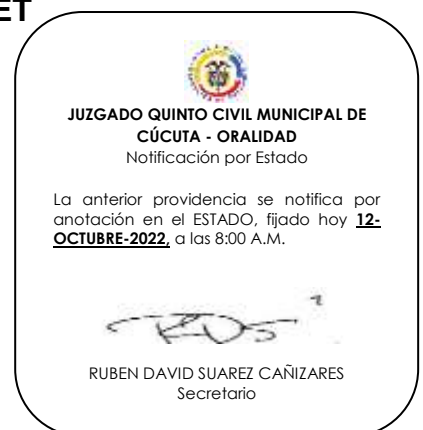 ET
JUZGADO QUINTO CIVIL MUNICIPAL DE
CÚCUTA - ORALIDAD
Notificación por Estado
La anterior providencia se notifica por
anotación en el ESTADO, fijado hoy 12-
OCTUBRE-2022, a las 8:00 A.M.
RUBEN DAVID SUAREZ CAÑIZARES
Secretario